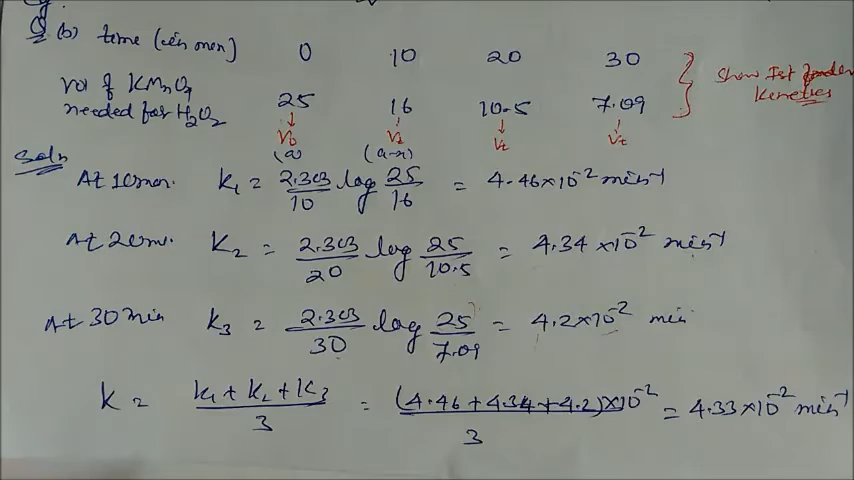 Q (b) time (in min) 0 10 20 30
vol of KMnO4 needed for H2O2 25 16 10.5 7.09 } Show Ist order kinetics
↓ V0 (a) ↓ Vt (a-x) ↓ Vt ↓ Vt
Soln
At 10 min. k1 = 2.303/10 log 25/16 = 4.46×10^-2 min^-1
At 20 min. K2 = 2.303/20 log 25/10.5 = 4.34 ×10^-2 min^-1
At 30 min k3 = 2.303/30 log 25/7.09 = 4.2×10^-2 min
K = k1 + k2 + k3/3 = (4.46 + 4.34 + 4.2)×10^-2/3 = 4.33×10^-2 min^-1